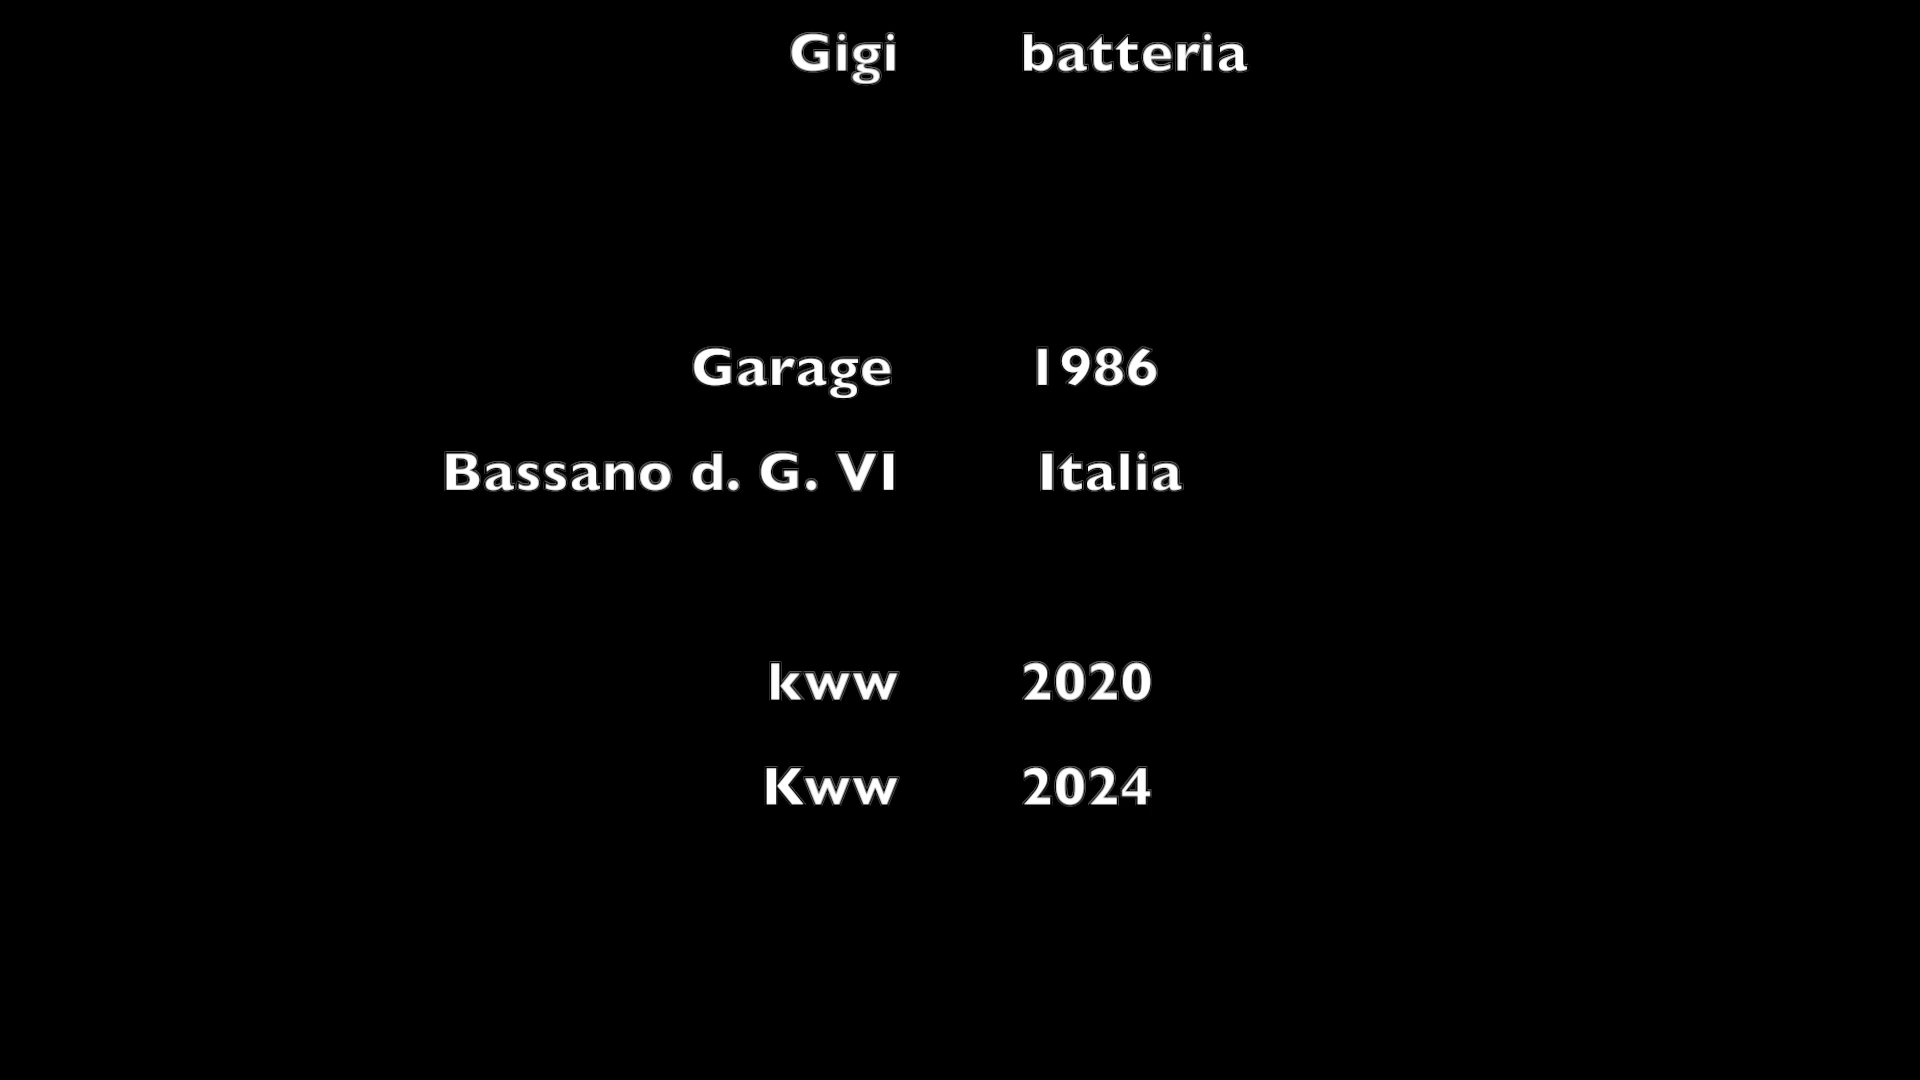 Gigi batteria
Garage 1986
Bassano d. G. VI Italia
kww 2020
Kww 2024